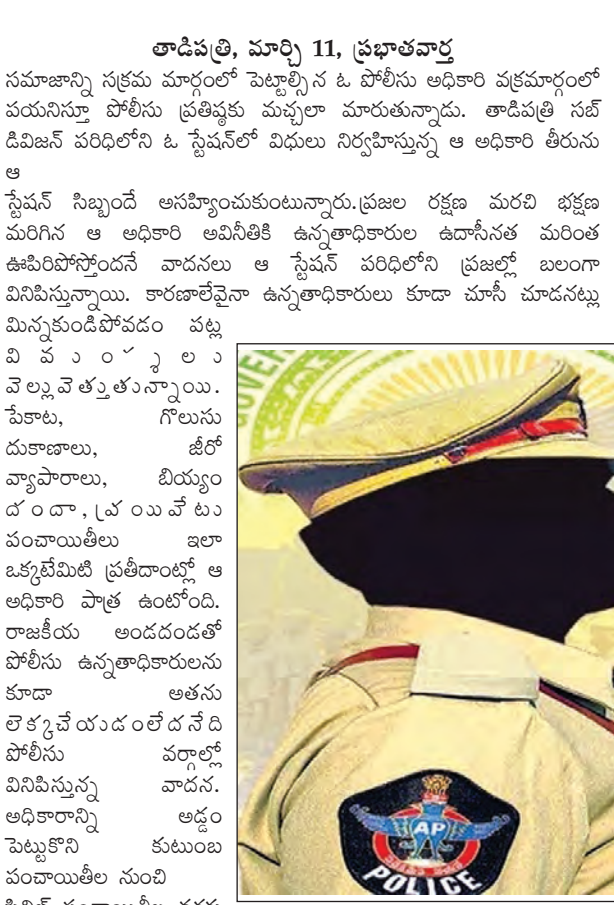 తాడిపత్రి, మార్చి 11, ప్రభాతవార్త
సమాజాన్ని సక్రమ మార్గంలో పెట్టాల్సిన ఓ పోలీసు అధికారి వక్రమార్గంలో
పయనిస్తూ పోలీసు ప్రతిష్ఠకు మచ్చలా మారుతున్నాడు. తాడిపత్రి సబ్
డివిజన్ పరిధిలోని ఓ స్టేషన్‌లో విధులు నిర్వహిస్తున్న ఆ అధికారి తీరును
ఆ
స్టేషన్ సిబ్బందే అసహ్యించుకుంటున్నారు.ప్రజల రక్షణ మరచి భక్షణ
మరిగిన ఆ అధికారి అవినీతికి ఉన్నతాధికారుల ఉదాసీనత మరింత
ఊపిరిపోస్తోందనే వాదనలు ఆ స్టేషన్ పరిధిలోని ప్రజల్లో బలంగా
వినిపిస్తున్నాయి. కారణాలేవైనా ఉన్నతాధికారులు కూడా చూసీ చూడనట్లు
మిన్నకుండిపోవడం వట్ల
విమర్శలు
వెల్లువెత్తుతున్నాయి.
పేకాట, గొలుసు
దుకాణాలు, జీరో
వ్యాపారాలు, బియ్యం
దందా, ప్రయివేటు
పంచాయితీలు ఇలా
ఒక్కటేమిటి ప్రతీదాంట్లో ఆ
అధికారి పాత్ర ఉంటోంది.
రాజకీయ అండదండతో
పోలీసు ఉన్నతాధికారులను
కూడా అతను
లెక్కచేయడంలేదనేది
పోలీసు వర్గాల్లో
వినిపిస్తున్న వాదన.
అధికారాన్ని అడ్డం
పెట్టుకొని కుటుంబ
పంచాయితీల నుంచి
GOVER
AP
POLICE